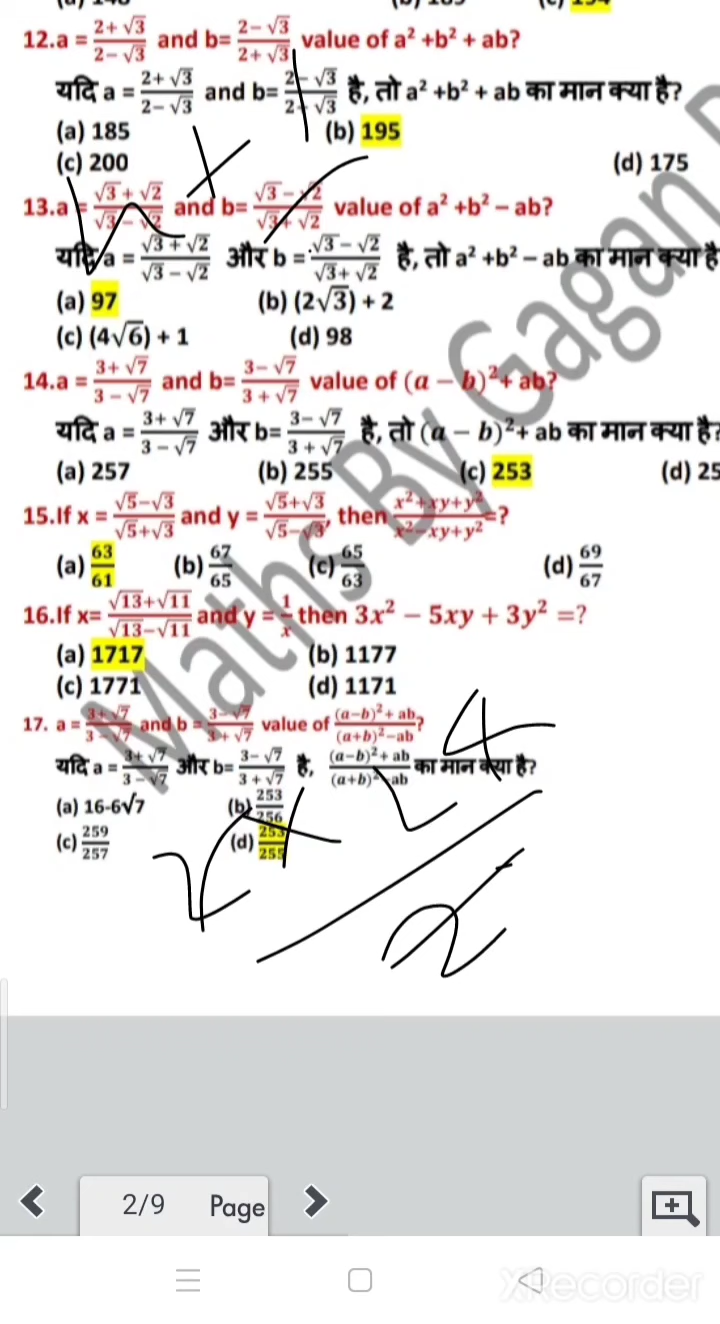 12.a = (2+ √3)/(2− √3) and b= (2− √3)/(2+ √3) value of a² +b² + ab?
यदि a = (2+ √3)/(2− √3) and b= (2− √3)/(2+ √3) है, तो a² +b² + ab का मान क्या है?
(a) 185 (b) 195
(c) 200 (d) 175
13.a = (√3 + √2)/(√3 − √2) and b= (√3 − √2)/(√3+ √2) value of a² +b² − ab?
यदि a = (√3 + √2)/(√3 − √2) और b = (√3 − √2)/(√3+ √2) है, तो a² +b² − ab का मान क्या है
(a) 97 (b) (2√3) + 2
(c) (4√6) + 1 (d) 98
14.a = (3+ √7)/(3 − √7) and b= (3− √7)/(3 + √7) value of (a − b)²+ ab?
यदि a = (3+ √7)/(3 − √7) और b= (3− √7)/(3 + √7) है, तो (a − b)²+ ab का मान क्या है?
(a) 257 (b) 255 (c) 253 (d) 25
15.If x = (√5−√3)/(√5+√3) and y = (√5+√3)/(√5−√3), then (x²+xy+y²)/(x²−xy+y²)=?
(a) 63/61 (b) 67/65 (c) 65/63 (d) 69/67
16.If x= (√13+√11)/(√13−√11) and y = 1/x then 3x² − 5xy + 3y² =?
(a) 1717 (b) 1177
(c) 1771 (d) 1171
17. a = (3+ √7)/(3 − √7) and b = (3− √7)/(3 + √7) value of ((a−b)²+ ab)/((a+b)²−ab)?
यदि a = (3+ √7)/(3 − √7) और b= (3− √7)/(3 + √7) है, ((a−b)²+ ab)/((a+b)²−ab) का मान क्या है?
(a) 16-6√7 (b) 253/256
(c) 259/257 (d) 253/255
Maths By Gagan
2/9 Page
XRecorder